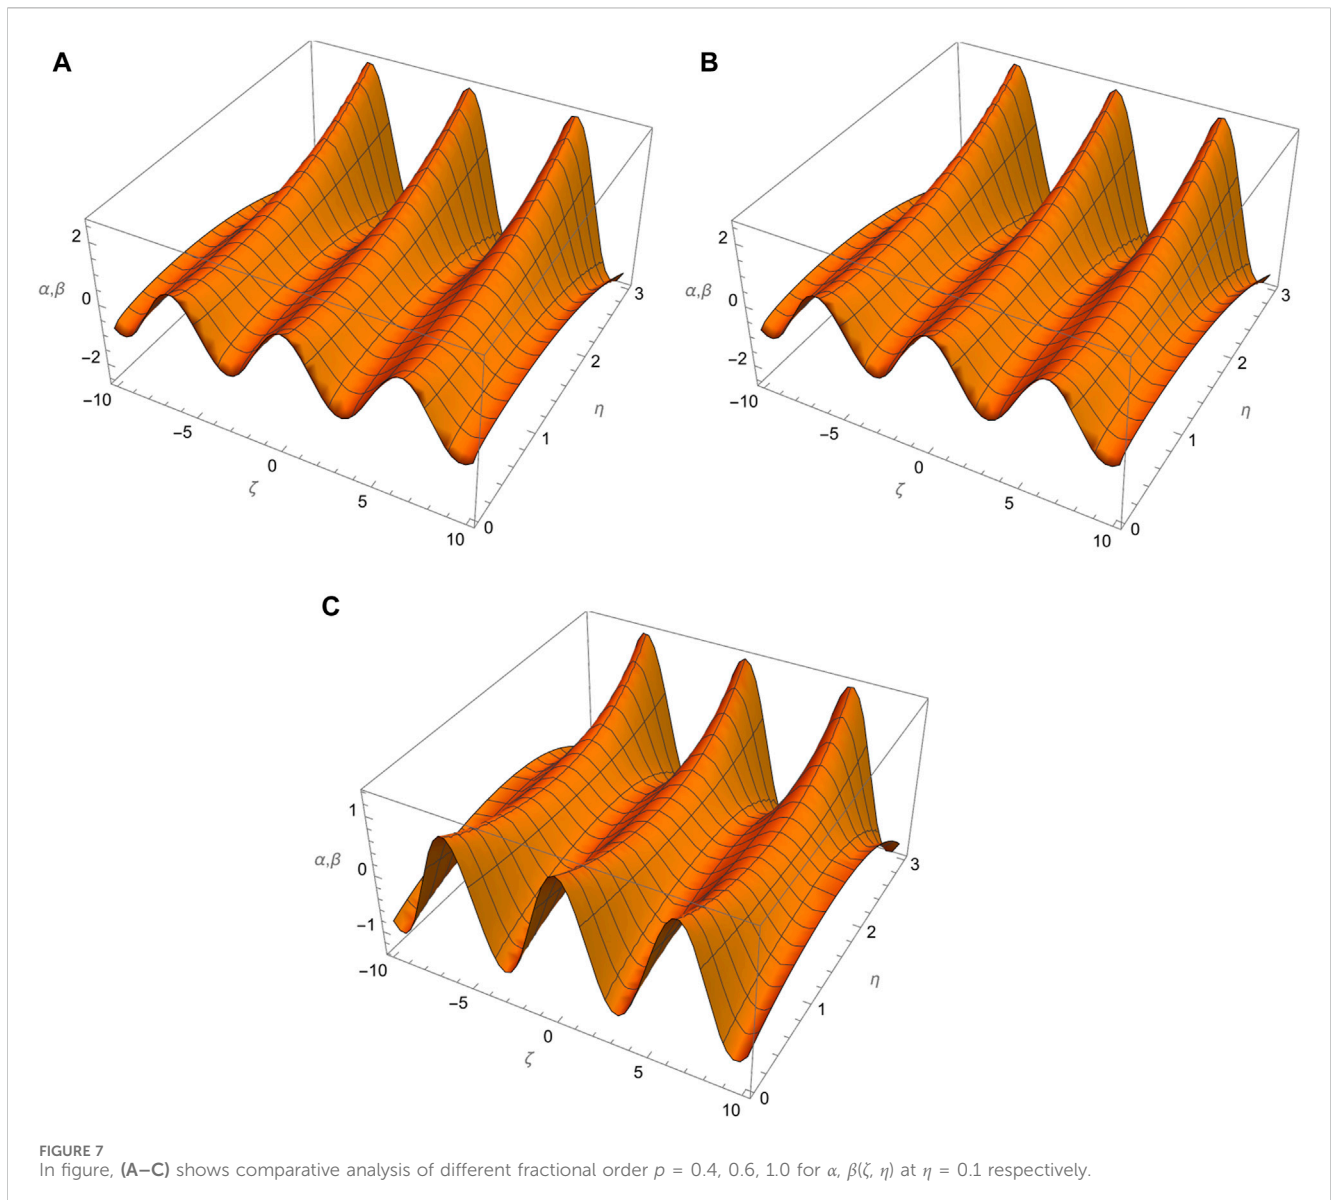 A
B
2
0
−2
α,β
−10
−5
0
5
10
ζ
0
1
2
3
η
2
0
−2
α,β
−10
−5
0
5
10
ζ
0
1
2
3
η
C
1
0
−1
α,β
−10
−5
0
5
10
ζ
0
1
2
3
η
FIGURE 7
In figure, (A–C) shows comparative analysis of different fractional order p = 0.4, 0.6, 1.0 for α, β(ζ, η) at η = 0.1 respectively.